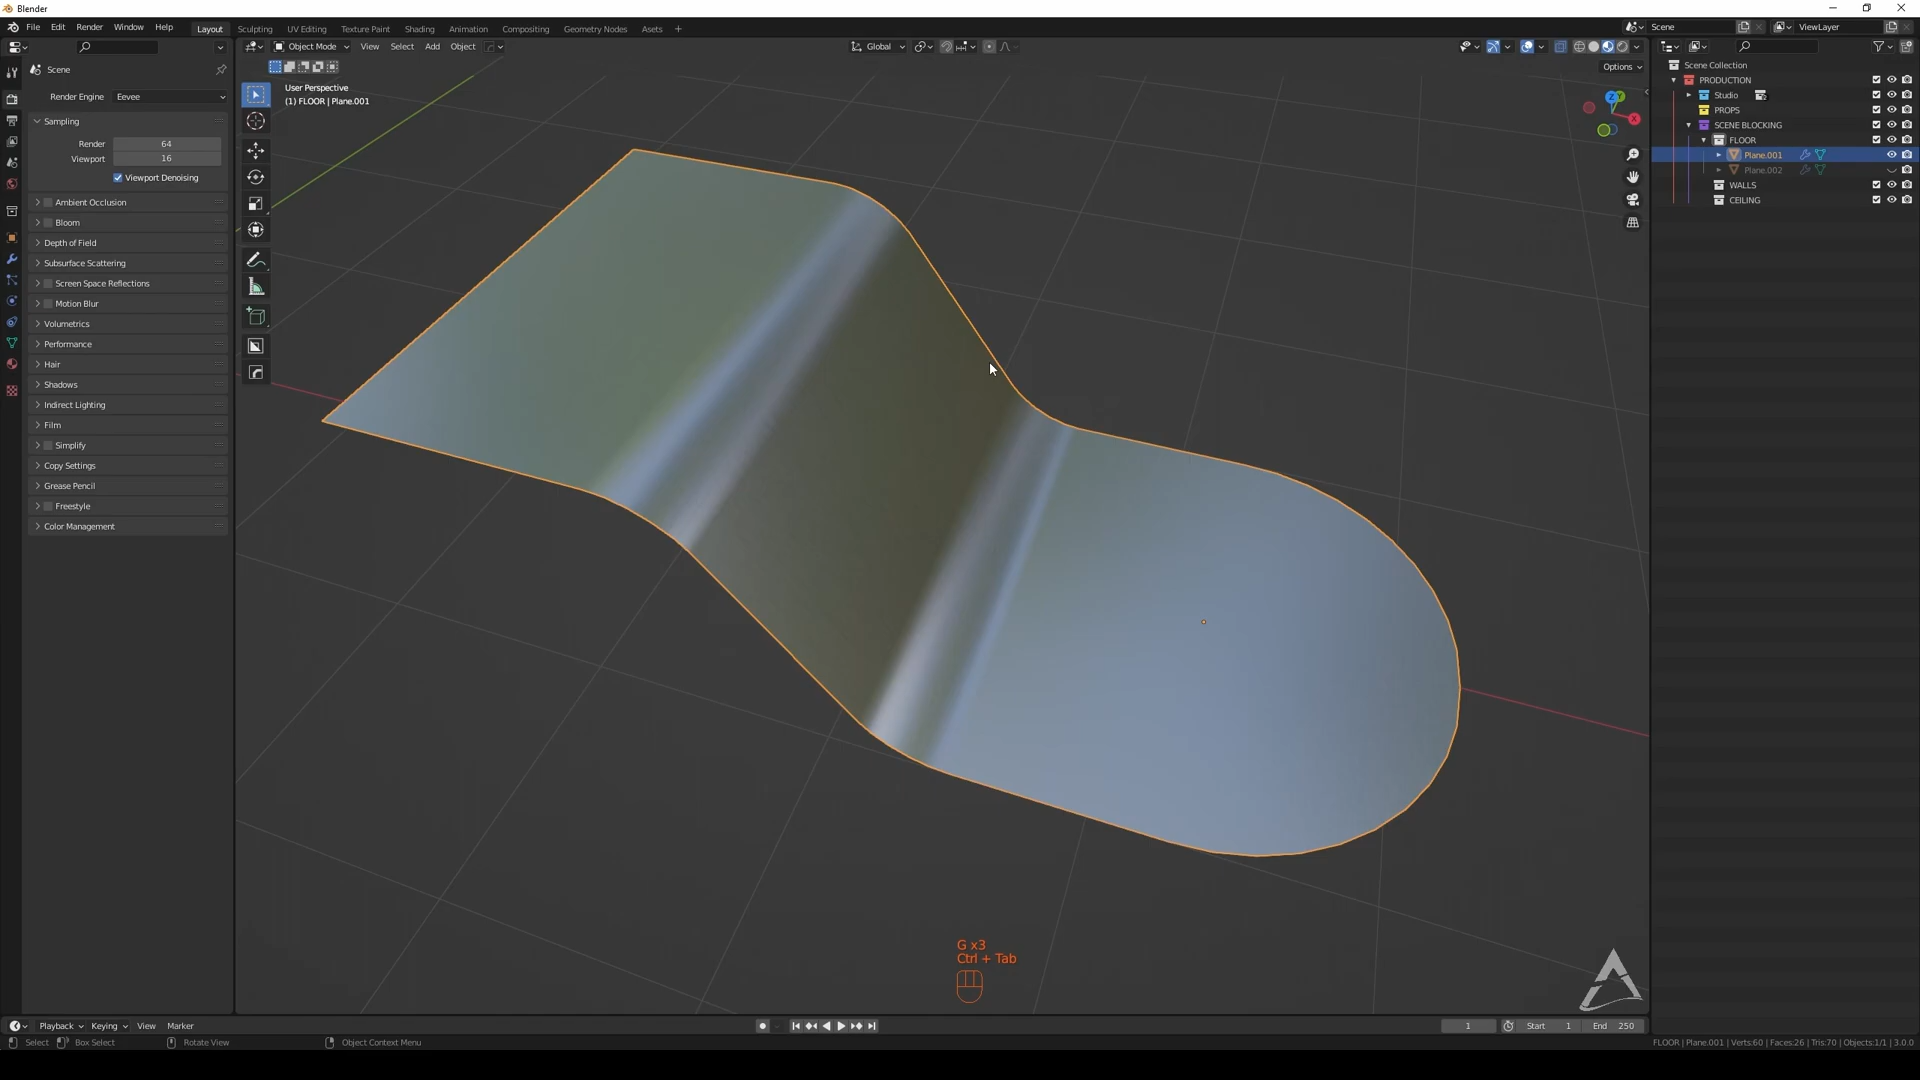 Blender
File Edit Render Window Help
Layout Sculpting UV Editing Texture Paint Shading Animation Compositing Geometry Nodes Assets +
Scene ViewLayer
Object Mode View Select Add Object Global
Options
Scene
Render Engine Eevee
Sampling
Render 64
Viewport 16
Viewport Denoising
Ambient Occlusion
Bloom
Depth of Field
Subsurface Scattering
Screen Space Reflections
Motion Blur
Volumetrics
Performance
Hair
Shadows
Indirect Lighting
Film
Simplify
Copy Settings
Grease Pencil
Freestyle
Color Management
User Perspective
(1) FLOOR | Plane.001
Z
Y
X
Scene Collection
PRODUCTION
Studio
PROPS
SCENE BLOCKING
FLOOR
Plane.001
Plane.002
WALLS
CEILING
G x3
Ctrl + Tab
Playback Keying View Marker
1 Start 1 End 250
Select Box Select Rotate View Object Context Menu
FLOOR | Plane.001 | Verts:60 | Faces:26 | Tris:70 | Objects:1/1 | 3.0.0